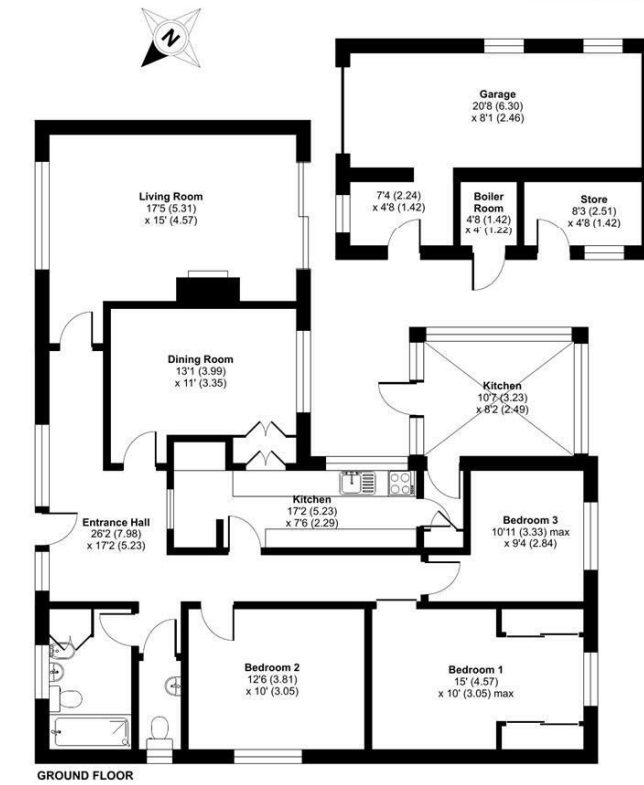 N
Garage
20'8 (6.30)
x 8'1 (2.46)
7'4 (2.24)
x 4'8 (1.42)
Boiler
Room
4'8 (1.42)
x 4' (1.22)
Store
8'3 (2.51)
x 4'8 (1.42)
Living Room
17'5 (5.31)
x 15' (4.57)
Dining Room
13'1 (3.99)
x 11' (3.35)
Kitchen
10'7 (3.23)
x 8'2 (2.49)
Kitchen
17'2 (5.23)
x 7'6 (2.29)
Entrance Hall
26'2 (7.98)
x 17'2 (5.23)
Bedroom 3
10'11 (3.33) max
x 9'4 (2.84)
Bedroom 2
12'6 (3.81)
x 10' (3.05)
Bedroom 1
15' (4.57)
x 10' (3.05) max
GROUND FLOOR